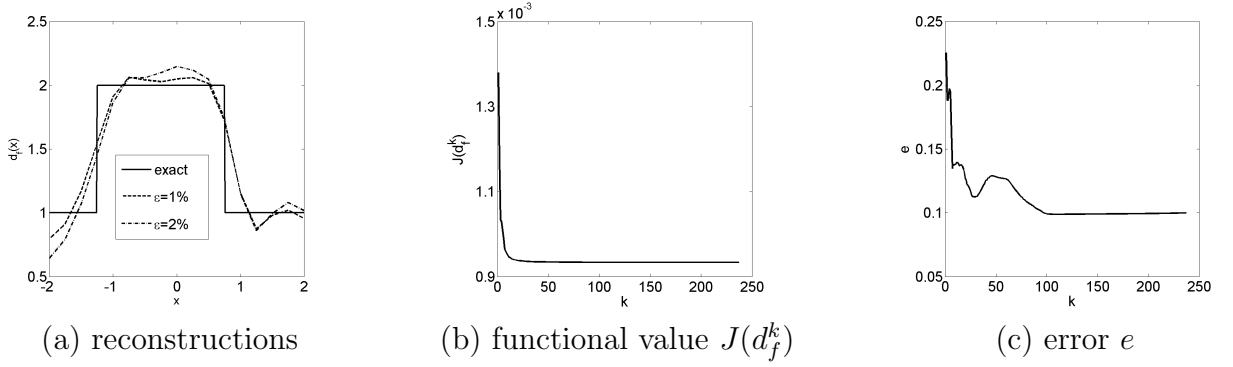 2.5
2
1.5
1
0.5
-2
-1
0
1
2
d_f(x)
x
exact
ε=1%
ε=2%
1.5 x 10^-3
1.3
1.1
0.9
0
50
100
150
200
250
J(d_f^k)
k
0.25
0.2
0.15
0.1
0.05
0
50
100
150
200
250
e
k
(a) reconstructions
(b) functional value J(d_f^k)
(c) error e